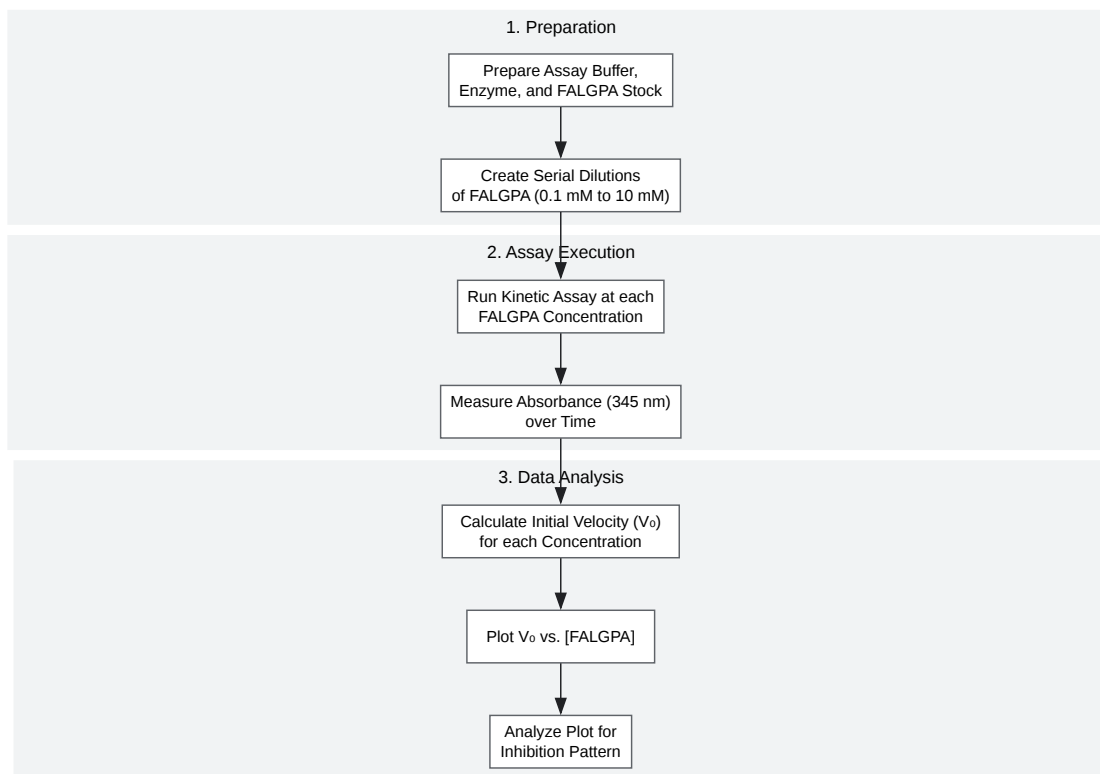 1. Preparation
Prepare Assay Buffer,
Enzyme, and FALGPA Stock
Create Serial Dilutions
of FALGPA (0.1 mM to 10 mM)
2. Assay Execution
Run Kinetic Assay at each
FALGPA Concentration
Measure Absorbance (345 nm)
over Time
3. Data Analysis
Calculate Initial Velocity (V₀)
for each Concentration
Plot V₀ vs. [FALGPA]
Analyze Plot for
Inhibition Pattern